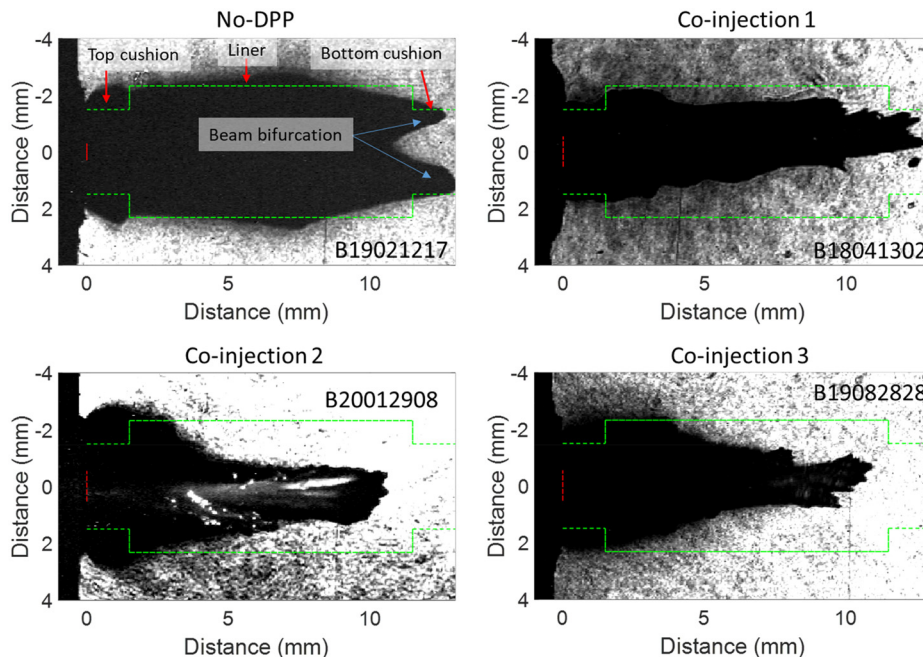 No-DPP
Co-injection 1
-4
-2
0
2
4
Distance (mm)
Top cushion
Liner
Bottom cushion
Beam bifurcation
B19021217
0
5
10
Distance (mm)
-4
-2
0
2
4
Distance (mm)
B18041302
0
5
10
Distance (mm)
Co-injection 2
Co-injection 3
-4
-2
0
2
4
Distance (mm)
B20012908
0
5
10
Distance (mm)
-4
-2
0
2
4
Distance (mm)
B19082828
0
5
10
Distance (mm)